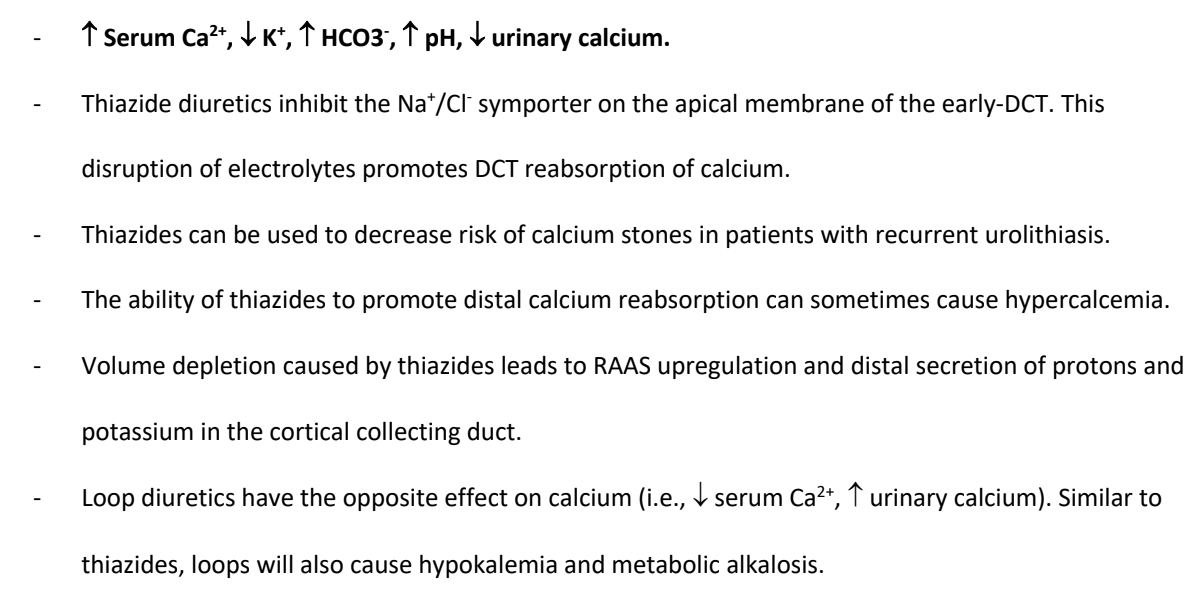 - ↑ Serum Ca²⁺, ↓ K⁺, ↑ HCO3⁻, ↑ pH, ↓ urinary calcium.
- Thiazide diuretics inhibit the Na⁺/Cl⁻ symporter on the apical membrane of the early-DCT. This
disruption of electrolytes promotes DCT reabsorption of calcium.
- Thiazides can be used to decrease risk of calcium stones in patients with recurrent urolithiasis.
- The ability of thiazides to promote distal calcium reabsorption can sometimes cause hypercalcemia.
- Volume depletion caused by thiazides leads to RAAS upregulation and distal secretion of protons and
potassium in the cortical collecting duct.
- Loop diuretics have the opposite effect on calcium (i.e., ↓ serum Ca²⁺, ↑ urinary calcium). Similar to
thiazides, loops will also cause hypokalemia and metabolic alkalosis.